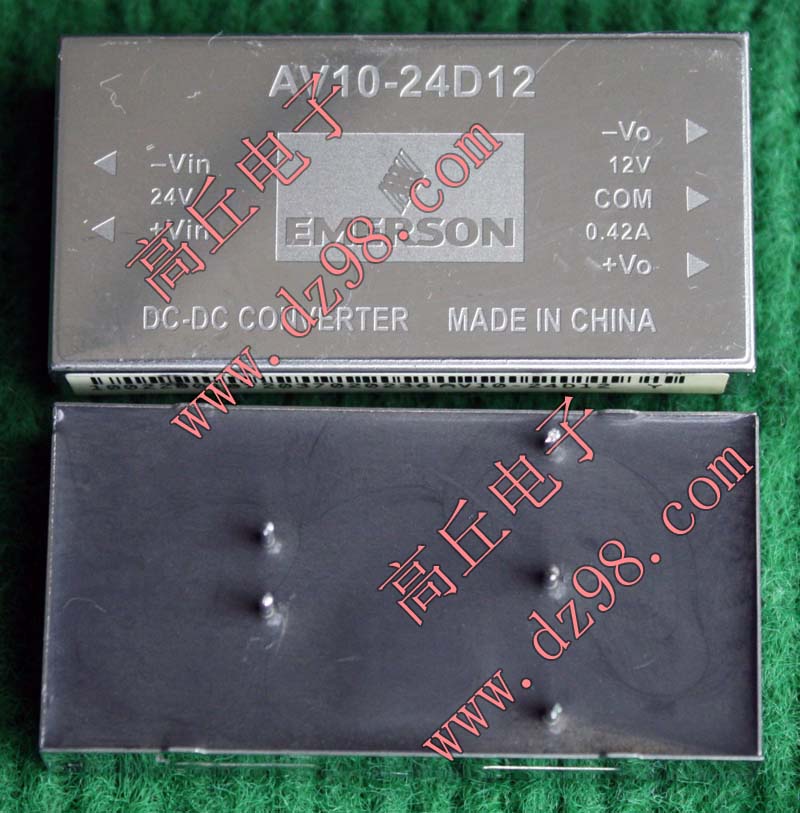 AV10-24D12
–Vin
24V
+Vin
EMERSON
–Vo
12V
COM
0.42A
+Vo
DC-DC CONVERTER MADE IN CHINA
高丘电子
www.dz98.com
高丘电子
www.dz98.com